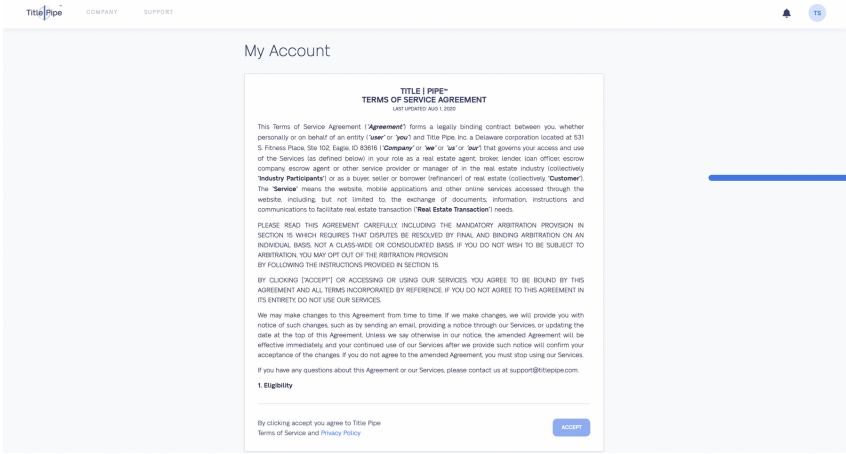 Title|Pipe
COMPANY
SUPPORT
TS
My Account
TITLE | PIPE℠
TERMS OF SERVICE AGREEMENT
LAST UPDATED: AUG 1, 2020
This Terms of Service Agreement ("Agreement") forms a legally binding contract between you, whether
personally or on behalf of an entity ("user" or "you") and Title Pipe, Inc. a Delaware corporation located at 531
S. Fitness Place, Ste 102, Eagle, ID 83616 ("Company" or "we" or "us" or "our") that governs your access and use
of the Services (as defined below) in your role as a real estate agent, broker, lender, loan officer, escrow
company, escrow agent or other service provider or manager of in the real estate industry (collectively
"Industry Participants") or as a buyer, seller or borrower (refinancer) of real estate (collectively, "Customer").
The "Service" means the website, mobile applications and other online services accessed through the
website, including, but not limited to, the exchange of documents, information, instructions and
communications to facilitate real estate transaction ("Real Estate Transaction") needs.
PLEASE READ THIS AGREEMENT CAREFULLY, INCLUDING THE MANDATORY ARBITRATION PROVISION IN
SECTION 15 WHICH REQUIRES THAT DISPUTES BE RESOLVED BY FINAL AND BINDING ARBITRATION ON AN
INDIVIDUAL BASIS, NOT A CLASS-WIDE OR CONSOLIDATED BASIS. IF YOU DO NOT WISH TO BE SUBJECT TO
ARBITRATION, YOU MAY OPT OUT OF THE RBITRATION PROVISION
BY FOLLOWING THE INSTRUCTIONS PROVIDED IN SECTION 15.
BY CLICKING ["ACCEPT"] OR ACCESSING OR USING OUR SERVICES, YOU AGREE TO BE BOUND BY THIS
AGREEMENT AND ALL TERMS INCORPORATED BY REFERENCE. IF YOU DO NOT AGREE TO THIS AGREEMENT IN
ITS ENTIRETY, DO NOT USE OUR SERVICES.
We may make changes to this Agreement from time to time. If we make changes, we will provide you with
notice of such changes, such as by sending an email, providing a notice through our Services, or updating the
date at the top of this Agreement. Unless we say otherwise in our notice, the amended Agreement will be
effective immediately, and your continued use of our Services after we provide such notice will confirm your
acceptance of the changes. If you do not agree to the amended Agreement, you must stop using our Services.
If you have any questions about this Agreement or our Services, please contact us at support@titlepipe.com.
1. Eligibility
By clicking accept you agree to Title Pipe
Terms of Service and Privacy Policy
ACCEPT